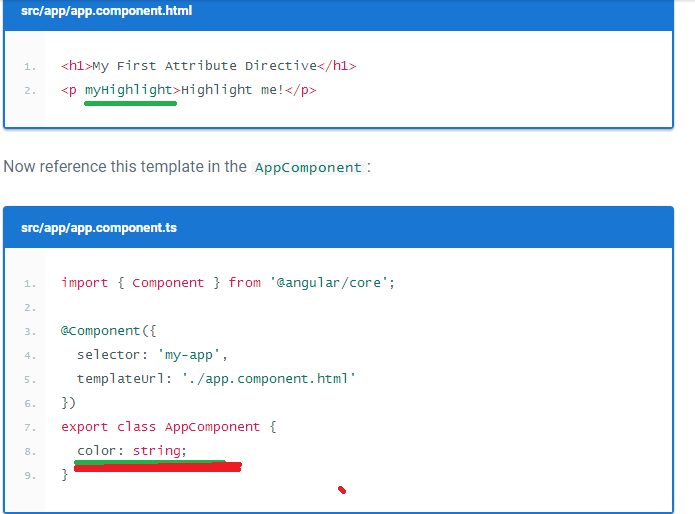 src/app/app.component.html
1. <h1>My First Attribute Directive</h1>
2. <p myHighlight>Highlight me!</p>
Now reference this template in the AppComponent:
src/app/app.component.ts
1. import { Component } from '@angular/core';
2.
3. @Component({
4. selector: 'my-app',
5. templateUrl: './app.component.html'
6. })
7. export class AppComponent {
8. color: string;
9. }